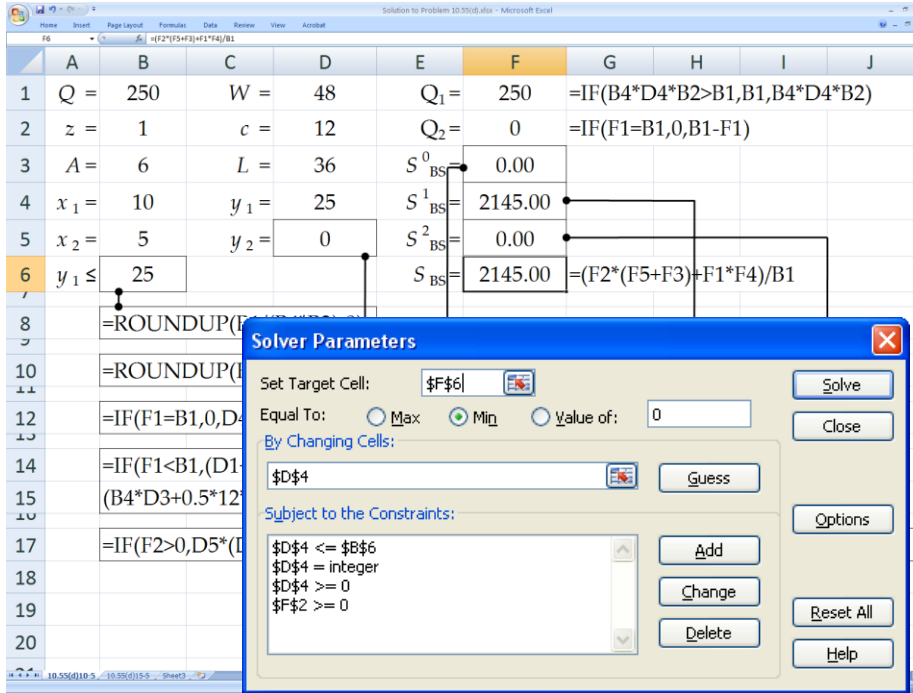 Solution to Problem 10.55(d).xlsx - Microsoft Excel
Home Insert Page Layout Formulas Data Review View Acrobat
F6 fx =(F2*(F5+F3)+F1*F4)/B1
A B C D E F G H I J
1 Q = 250 W = 48 Q1= 250 =IF(B4*D4*B2>B1,B1,B4*D4*B2)
2 z = 1 c = 12 Q2= 0 =IF(F1=B1,0,B1-F1)
3 A = 6 L = 36 S0BS= 0.00
4 x1= 10 y1= 25 S1BS= 2145.00
5 x2= 5 y2= 0 S2BS= 0.00
6 y1≤ 25 SBS= 2145.00 =(F2*(F5+F3)+F1*F4)/B1
7
8 =ROUNDUP(
9
10 =ROUNDUP(
11
12 =IF(F1=B1,0,D4
13
14 =IF(F1<B1,(D1
15 (B4*D3+0.5*12*
16
17 =IF(F2>0,D5*(
18
19
20
Solver Parameters
Set Target Cell: $F$6 Solve
Equal To: Max Min Value of: 0 Close
By Changing Cells:
$D$4 Guess
Subject to the Constraints: Options
$D$4 <= $B$6 Add
$D$4 = integer
$D$4 >= 0 Change
$F$2 >= 0 Reset All
Delete
Help
10.55(d)10-5 10.55(d)15-5 Sheet3